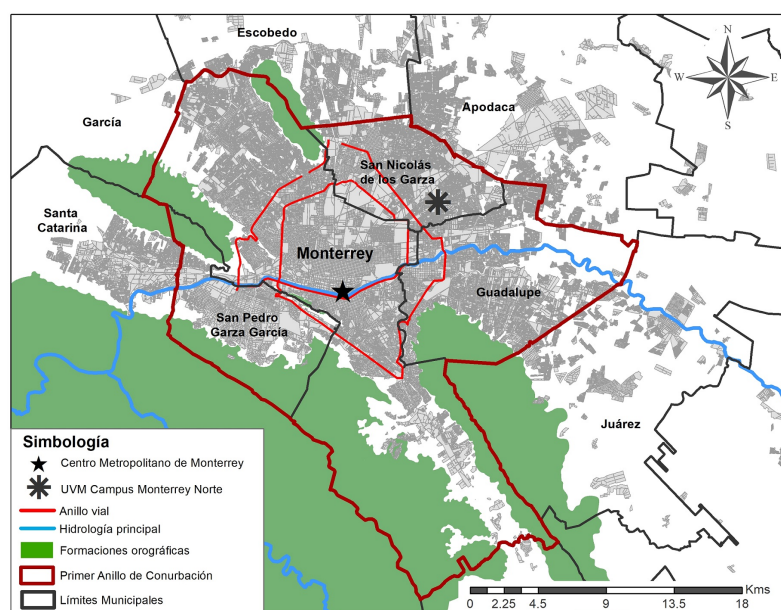 Escobedo
N
W
E
S
García
Apodaca
San Nicolás
de los Garza
Santa
Catarina
Monterrey
Guadalupe
San Pedro
Garza García
Juárez
Simbología
Centro Metropolitano de Monterrey
UVM Campus Monterrey Norte
Anillo vial
Hidrología principal
Formaciones orográficas
Primer Anillo de Conurbación
Límites Municipales
Kms
0 2.25 4.5 9 13.5 18